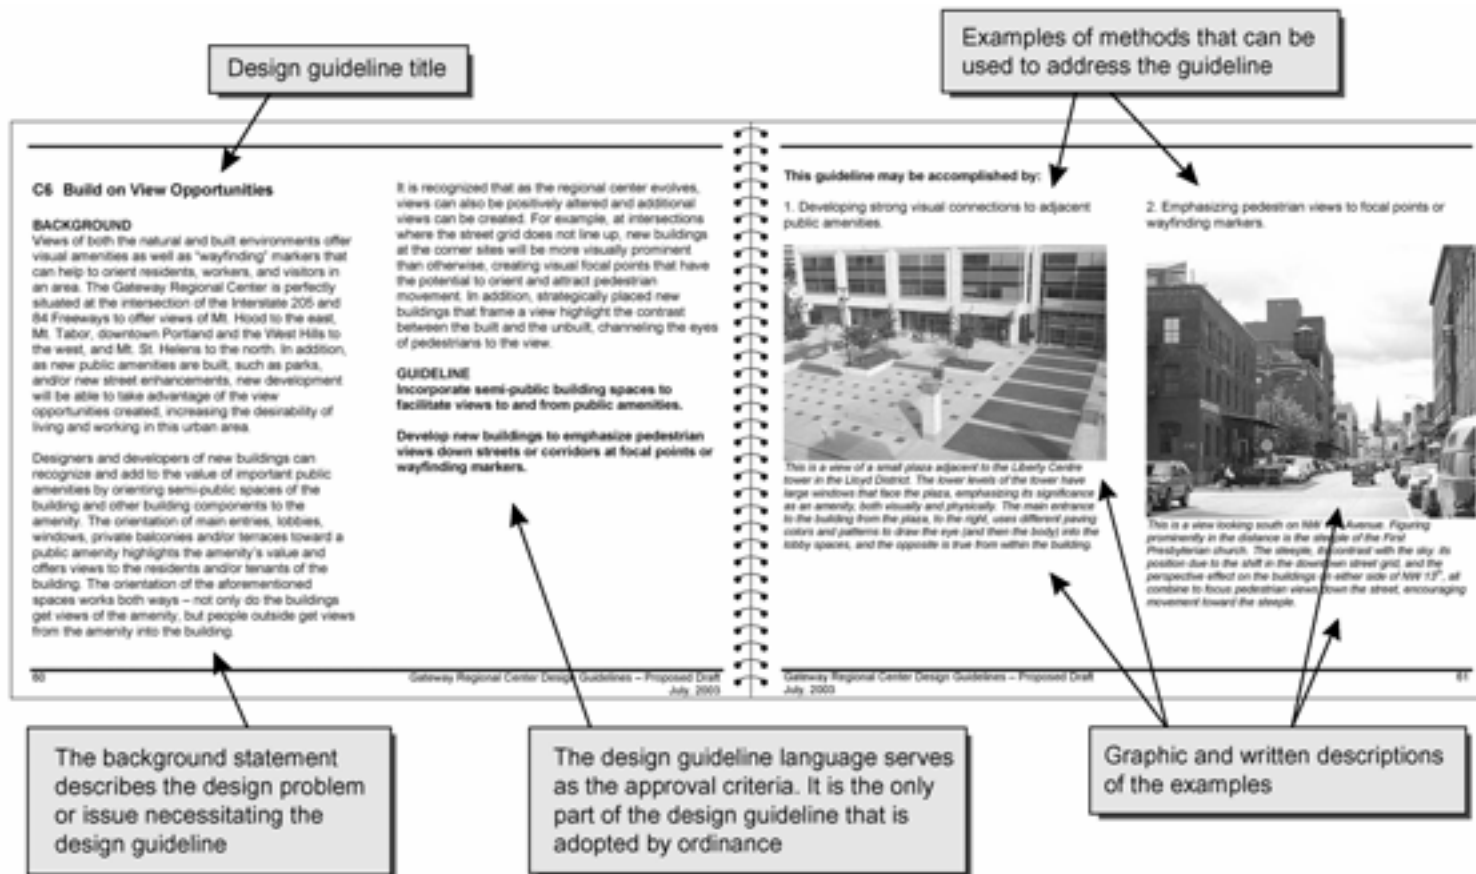 Design guideline title
Examples of methods that can be
used to address the guideline
C6 Build on View Opportunities
BACKGROUND
Views of both the natural and built environments offer
visual amenities as well as "wayfinding" markers that
can help to orient residents, workers, and visitors in
an area. The Gateway Regional Center is perfectly
situated at the intersection of the Interstate 205 and
84 Freeways to offer views of Mt. Hood to the east,
Mt. Tabor, downtown Portland and the West Hills to
the west, and Mt. St. Helens to the north. In addition,
as new public amenities are built, such as parks,
and/or new street enhancements, new development
will be able to take advantage of the view
opportunities created, increasing the desirability of
living and working in this urban area.
Designers and developers of new buildings can
recognize and add to the value of important public
amenities by orienting semi-public spaces of the
building and other building components to the
amenity. The orientation of main entries, lobbies,
windows, private balconies and/or terraces toward a
public amenity highlights the amenity's value and
offers views to the residents and/or tenants of the
building. The orientation of the aforementioned
spaces works both ways – not only do the buildings
get views of the amenity, but people outside get views
from the amenity into the building.
It is recognized that as the regional center evolves,
views can also be positively altered and additional
views can be created. For example, at intersections
where the street grid does not line up, new buildings
at the corner sites will be more visually prominent
than otherwise, creating visual focal points that have
the potential to orient and attract pedestrian
movement. In addition, strategically placed new
buildings that frame a view highlight the contrast
between the built and the unbuilt, channeling the eyes
of pedestrians to the view.
GUIDELINE
Incorporate semi-public building spaces to
facilitate views to and from public amenities.
Develop new buildings to emphasize pedestrian
views down streets or corridors at focal points or
wayfinding markers.
60
Gateway Regional Center Design Guidelines – Proposed Draft
July, 2003
This guideline may be accomplished by:
1. Developing strong visual connections to adjacent
public amenities.
This is a view of a small plaza adjacent to the Liberty Centre
tower in the Lloyd District. The lower levels of the tower have
large windows that face the plaza, emphasizing its significance
as an amenity, both visually and physically. The main entrance
to the building from the plaza, to the right, uses different paving
colors and patterns to draw the eye (and then the body) into the
lobby spaces, and the opposite is true from within the building.
2. Emphasizing pedestrian views to focal points or
wayfinding markers.
This is a view looking south on NW Avenue. Figuring
prominently in the distance is the steeple of the First
Presbyterian church. The steeple, contrast with the sky, its
position due to the shift in the downtown street grid, and the
perspective effect on the buildings on either side of NW 13th, all
combine to focus pedestrian views down the street, encouraging
movement toward the steeple.
Gateway Regional Center Design Guidelines – Proposed Draft
July, 2003
61
The background statement
describes the design problem
or issue necessitating the
design guideline
The design guideline language serves
as the approval criteria. It is the only
part of the design guideline that is
adopted by ordinance
Graphic and written descriptions
of the examples